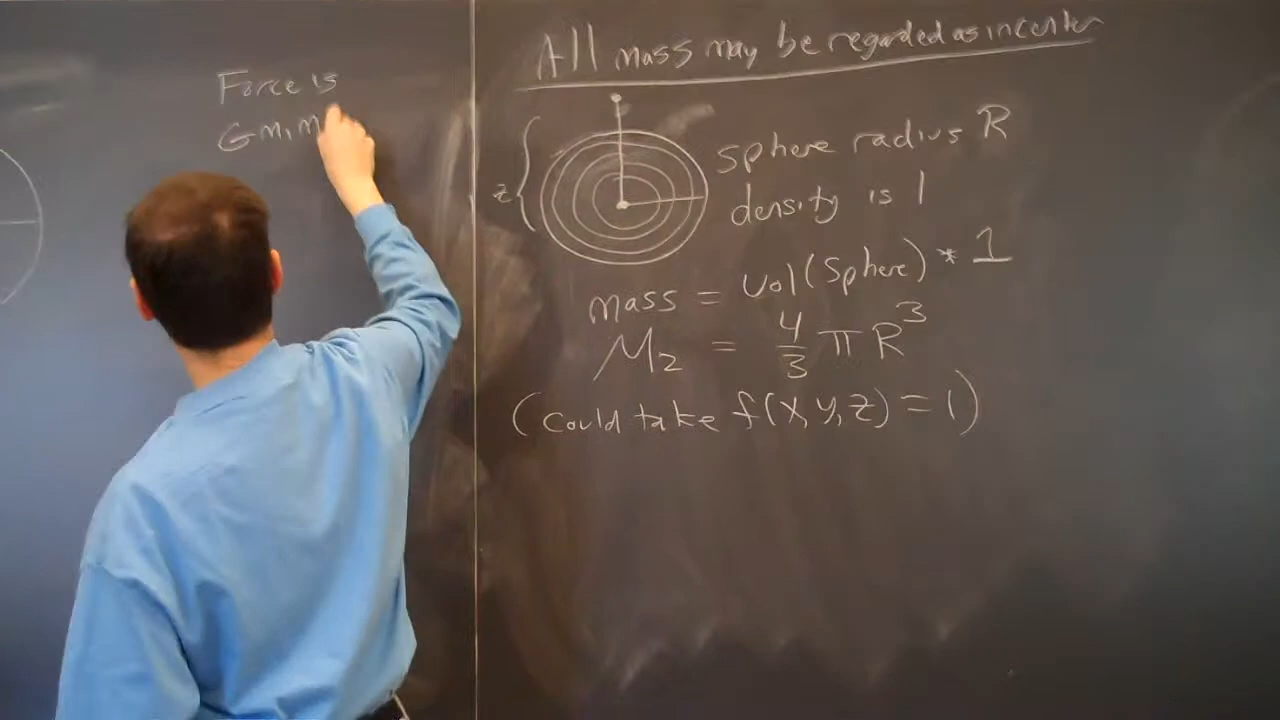 Force is
Gm₁m
All mass may be regarded as in center
z
sphere radius R
density is 1
mass = vol(sphere) * 1
M₂ = 4/3 π R³
(could take f(x,y,z) = 1)